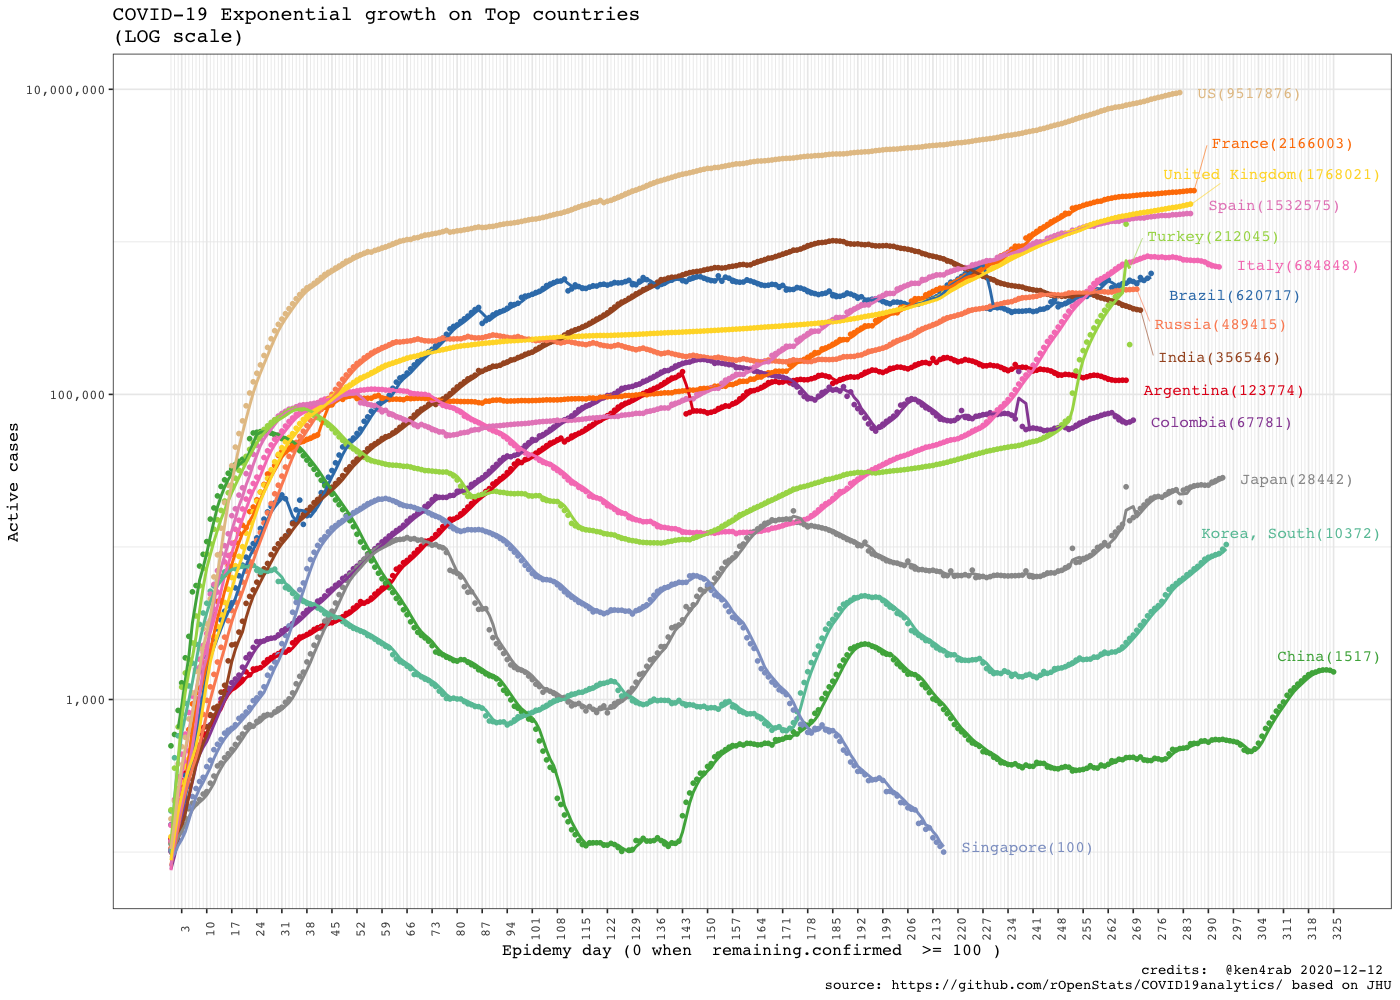 COVID-19 Exponential growth on Top countries
(LOG scale)
10,000,000
US(9517876)
France(2166003)
United Kingdom(1768021)
Spain(1532575)
Turkey(212045)
Italy(684848)
Brazil(620717)
Russia(489415)
India(356546)
100,000
Argentina(123774)
Colombia(67781)
Active cases
Japan(28442)
Korea, South(10372)
China(1517)
1,000
Singapore(100)
3 10 17 24 31 38 45 52 59 66 73 80 87 94 101 108 115 122 129 136 143 150 157 164 171 178 185 192 199 206 213 220 227 234 241 248 255 262 269 276 283 290 297 304 311 318 325
Epidemy day (0 when  remaining.confirmed  >= 100 )
credits:  @ken4rab 2020-12-12
source: https://github.com/rOpenStats/COVID19analytics/ based on JHU